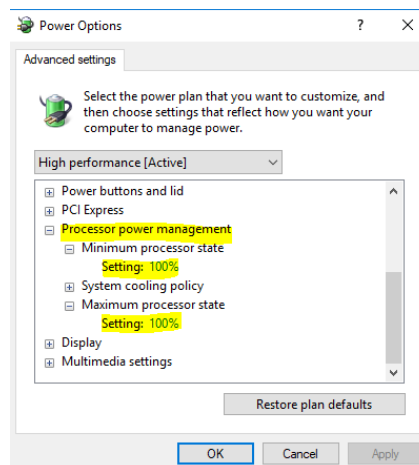 Power Options
Advanced settings
Select the power plan that you want to customize, and
then choose settings that reflect how you want your
computer to manage power.
High performance [Active]
Power buttons and lid
PCI Express
Processor power management
Minimum processor state
Setting: 100%
System cooling policy
Maximum processor state
Setting: 100%
Display
Multimedia settings
Restore plan defaults
OK Cancel Apply